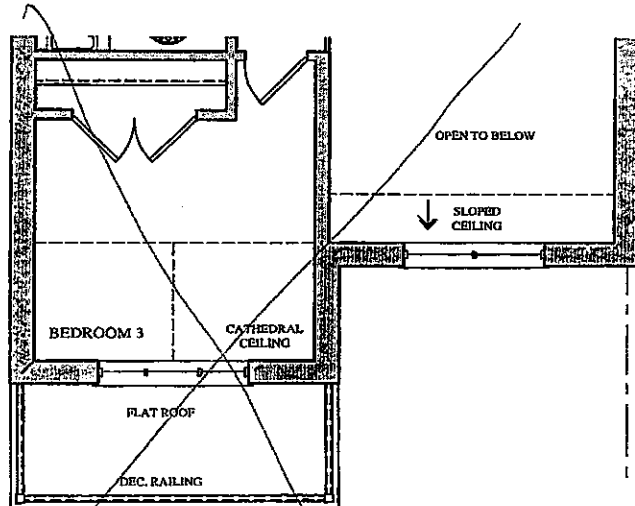 OPEN TO BELOW
SLOPED
CEILING
BEDROOM 3
CATHEDRAL
CEILING
FLAT ROOF
DEC. RAILING